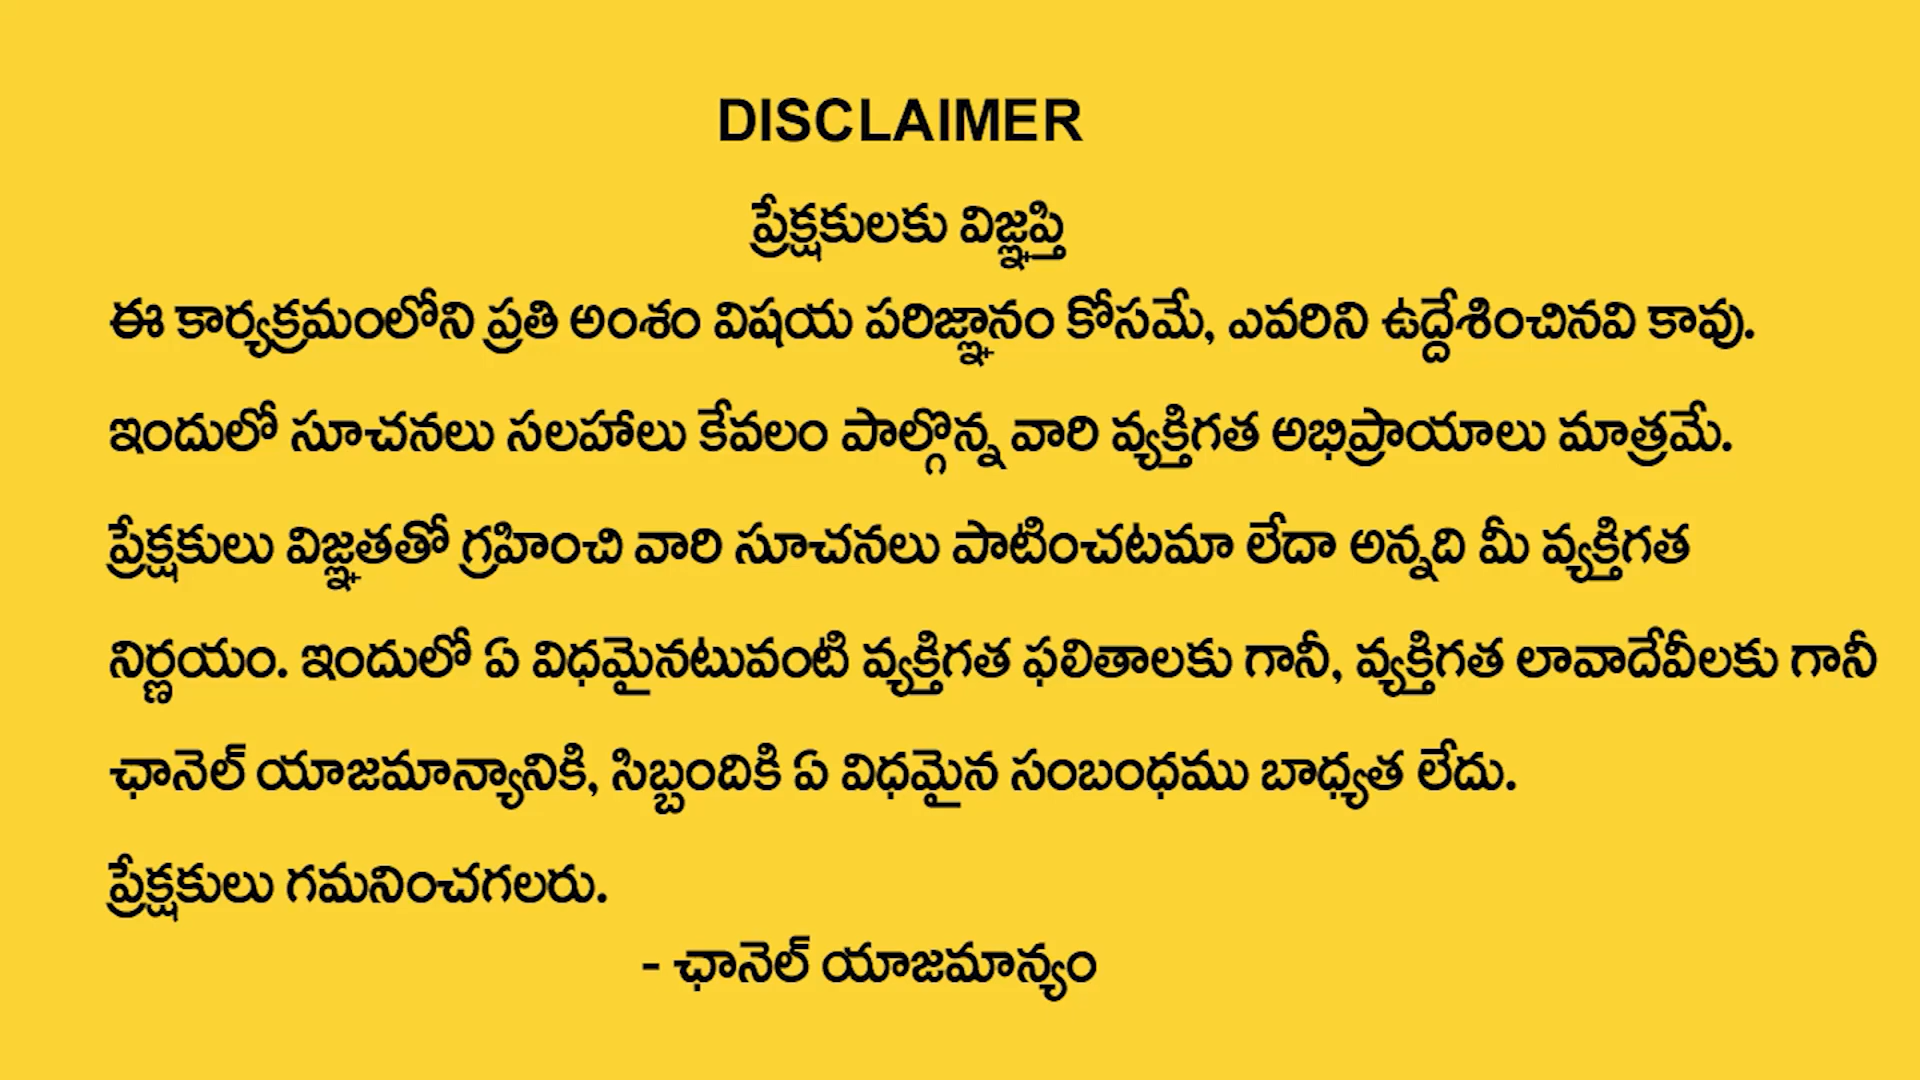 DISCLAIMER
ప్రేక్షకులకు విజ్ఞప్తి
ఈ కార్యక్రమంలోని ప్రతి అంశం విషయ పరిజ్ఞానం కోసమే, ఎవరిని ఉద్దేశించినవి కావు.
ఇందులో సూచనలు సలహాలు కేవలం పాల్గొన్న వారి వ్యక్తిగత అభిప్రాయాలు మాత్రమే.
ప్రేక్షకులు విజ్ఞతతో గ్రహించి వారి సూచనలు పాటించటమా లేదా అన్నది మీ వ్యక్తిగత
నిర్ణయం. ఇందులో ఏ విధమైనటువంటి వ్యక్తిగత ఫలితాలకు గానీ, వ్యక్తిగత లావాదేవీలకు గానీ
ఛానెల్ యాజమాన్యానికి, సిబ్బందికి ఏ విధమైన సంబంధము బాధ్యత లేదు.
ప్రేక్షకులు గమనించగలరు.
- ఛానెల్ యాజమాన్యం